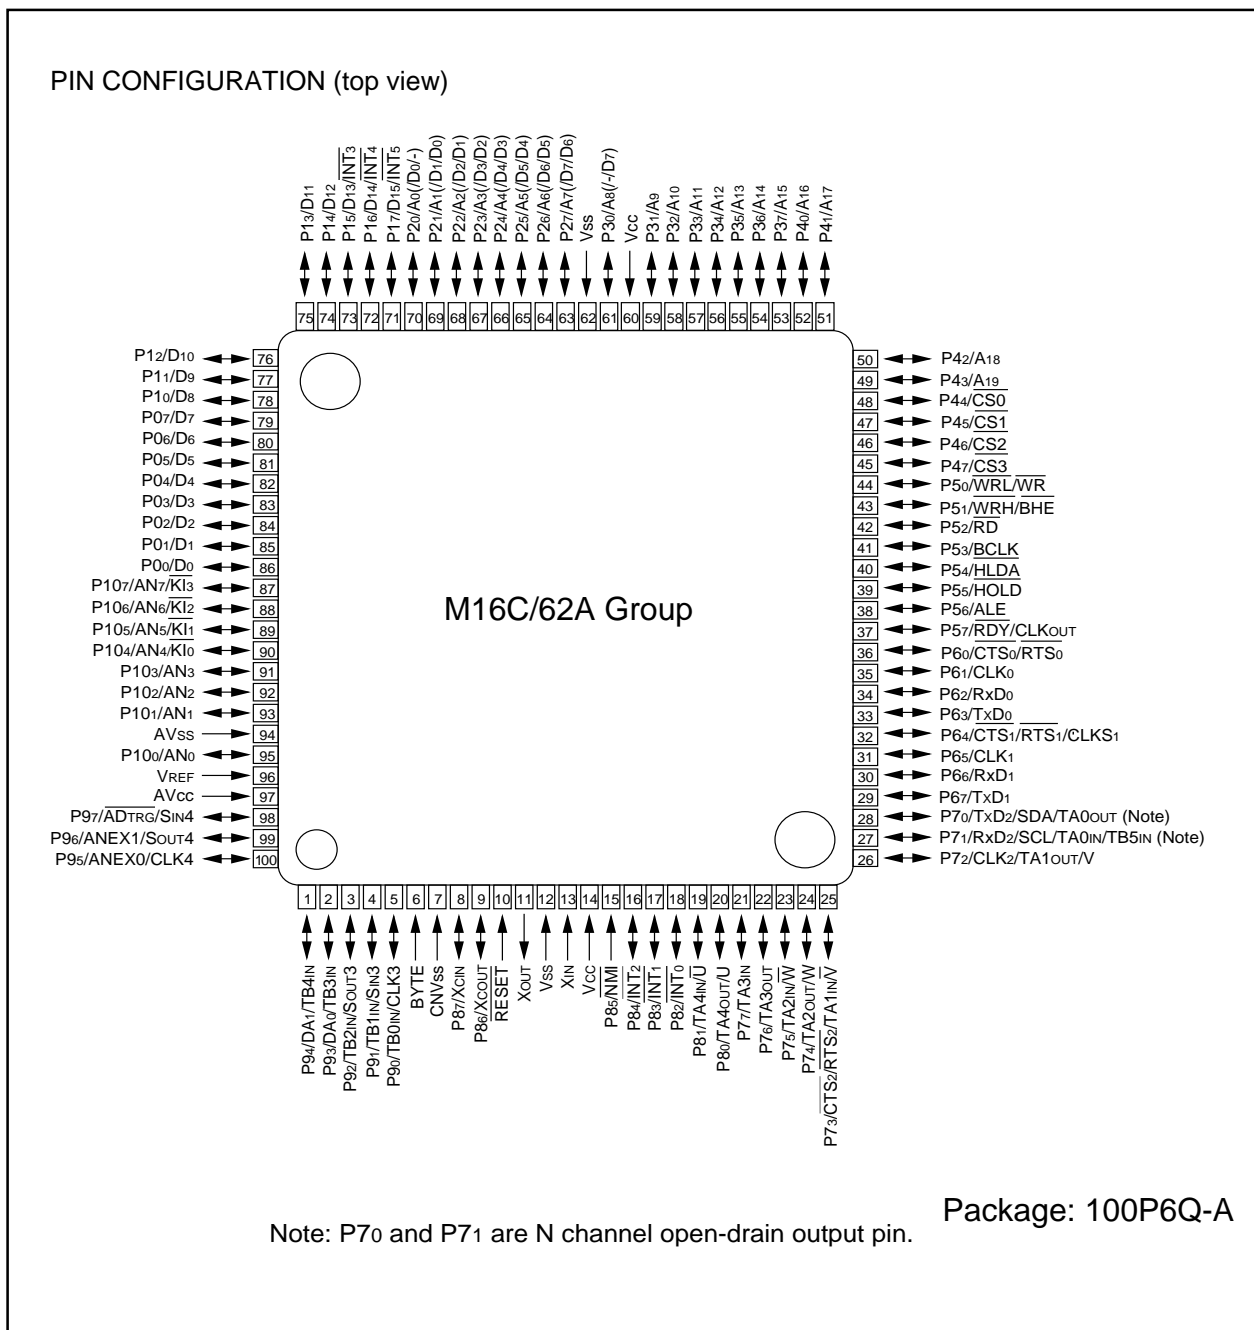 PIN CONFIGURATION (top view)
P13/D11
P14/D12
P15/D13/INT3
P16/D14/INT4
P17/D15/INT5
P20/A0(/D0/-)
P21/A1(/D1/D0)
P22/A2(/D2/D1)
P23/A3(/D3/D2)
P24/A4(/D4/D3)
P25/A5(/D5/D4)
P26/A6(/D6/D5)
P27/A7(/D7/D6)
Vss
P30/A8(/-/D7)
Vcc
P31/A9
P32/A10
P33/A11
P34/A12
P35/A13
P36/A14
P37/A15
P40/A16
P41/A17
75 74 73 72 71 70 69 68 67 66 65 64 63 62 61 60 59 58 57 56 55 54 53 52 51
P12/D10 76
P11/D9 77
P10/D8 78
P07/D7 79
P06/D6 80
P05/D5 81
P04/D4 82
P03/D3 83
P02/D2 84
P01/D1 85
P00/D0 86
P107/AN7/KI3 87
P106/AN6/KI2 88
P105/AN5/KI1 89
P104/AN4/KI0 90
P103/AN3 91
P102/AN2 92
P101/AN1 93
AVSS 94
P100/AN0 95
VREF 96
AVcc 97
P97/ADTRG/SIN4 98
P96/ANEX1/SOUT4 99
P95/ANEX0/CLK4 100
M16C/62A Group
50 P42/A18
49 P43/A19
48 P44/CS0
47 P45/CS1
46 P46/CS2
45 P47/CS3
44 P50/WRL/WR
43 P51/WRH/BHE
42 P52/RD
41 P53/BCLK
40 P54/HLDA
39 P55/HOLD
38 P56/ALE
37 P57/RDY/CLKOUT
36 P60/CTS0/RTS0
35 P61/CLK0
34 P62/RxD0
33 P63/TXD0
32 P64/CTS1/RTS1/CLKS1
31 P65/CLK1
30 P66/RxD1
29 P67/TXD1
28 P70/TXD2/SDA/TA0OUT (Note)
27 P71/RxD2/SCL/TA0IN/TB5IN (Note)
26 P72/CLK2/TA1OUT/V
1 2 3 4 5 6 7 8 9 10 11 12 13 14 15 16 17 18 19 20 21 22 23 24 25
P94/DA1/TB4IN
P93/DA0/TB3IN
P92/TB2IN/SOUT3
P91/TB1IN/SIN3
P90/TB0IN/CLK3
BYTE
CNVss
P87/XCIN
P86/XCOUT
RESET
XOUT
VSS
XIN
VCC
P85/NMI
P84/INT2
P83/INT1
P82/INT0
P81/TA4IN/U
P80/TA4OUT/U
P77/TA3IN
P76/TA3OUT
P75/TA2IN/W
P74/TA2OUT/W
P73/CTS2/RTS2/TA1IN/V
Package: 100P6Q-A
Note: P70 and P71 are N channel open-drain output pin.